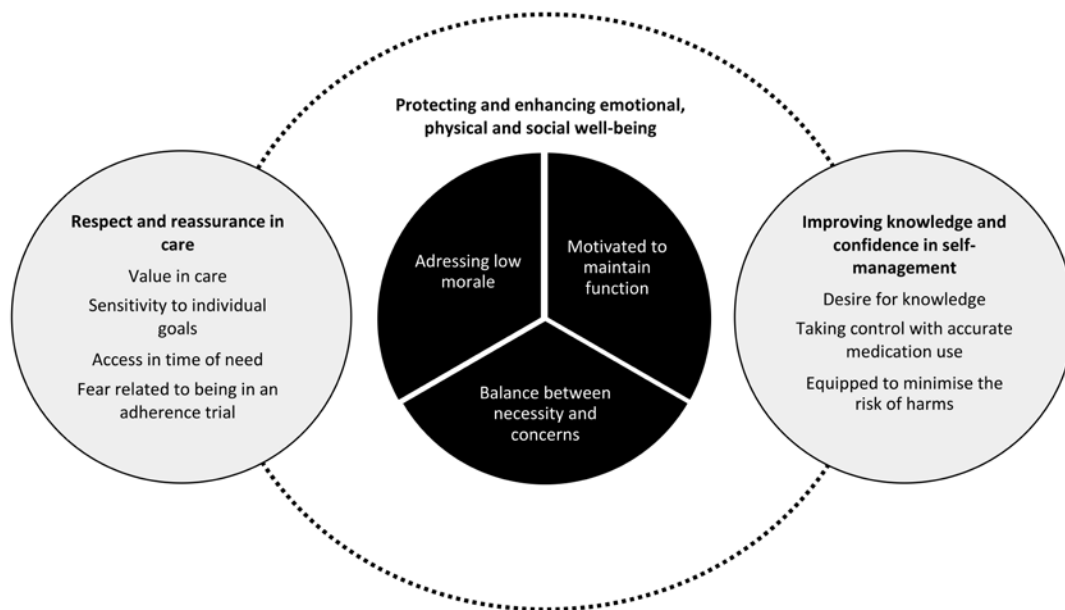 Protecting and enhancing emotional,
physical and social well-being
Respect and reassurance in
care
Value in care
Sensitivity to individual
goals
Access in time of need
Fear related to being in an
adherence trial
Adressing low
morale
Motivated to
maintain
function
Balance between
necessity and
concerns
Improving knowledge and
confidence in self-
management
Desire for knowledge
Taking control with accurate
medication use
Equipped to minimise the
risk of harms